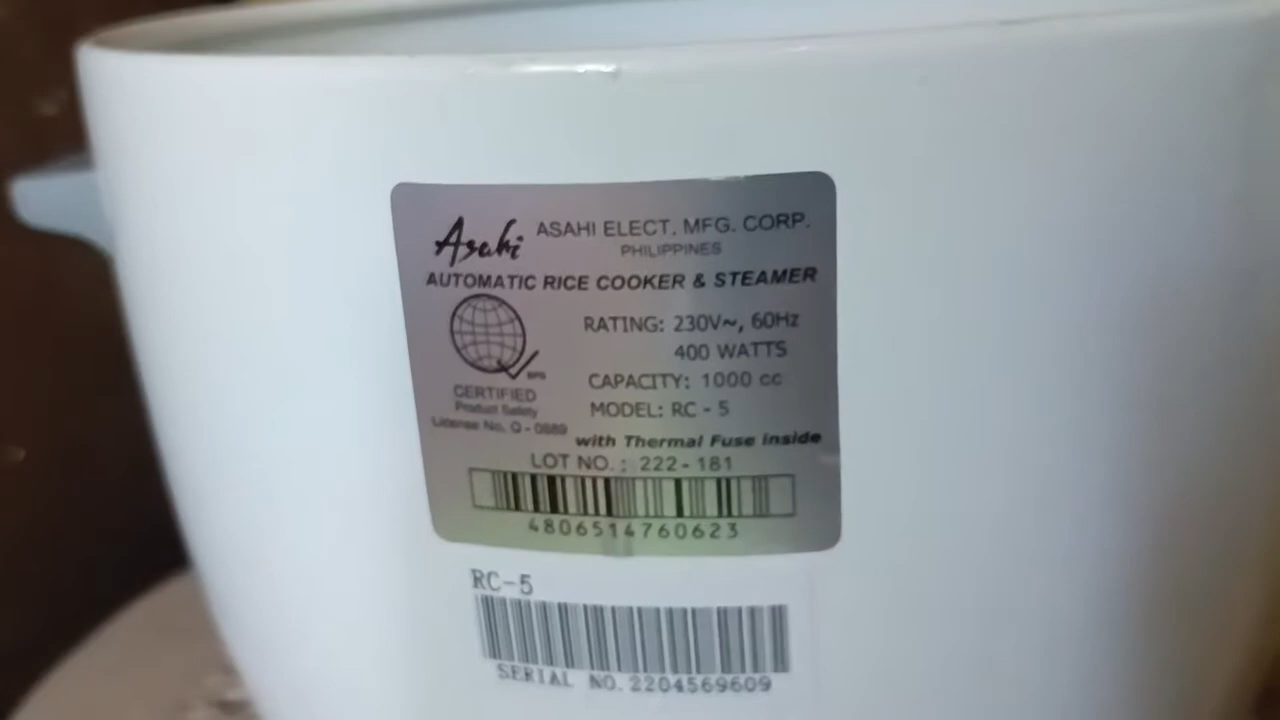 Asahi ASAHI ELECT. MFG. CORP.
PHILIPPINES
AUTOMATIC RICE COOKER & STEAMER
RATING: 230V~, 60Hz
400 WATTS
CAPACITY: 1000 cc
MODEL: RC - 5
BPS
CERTIFIED
Product Safety
License No. Q - 0889
with Thermal Fuse inside
LOT NO. : 222 - 181
4806514760623
RC-5
SERIAL NO. 2204569609